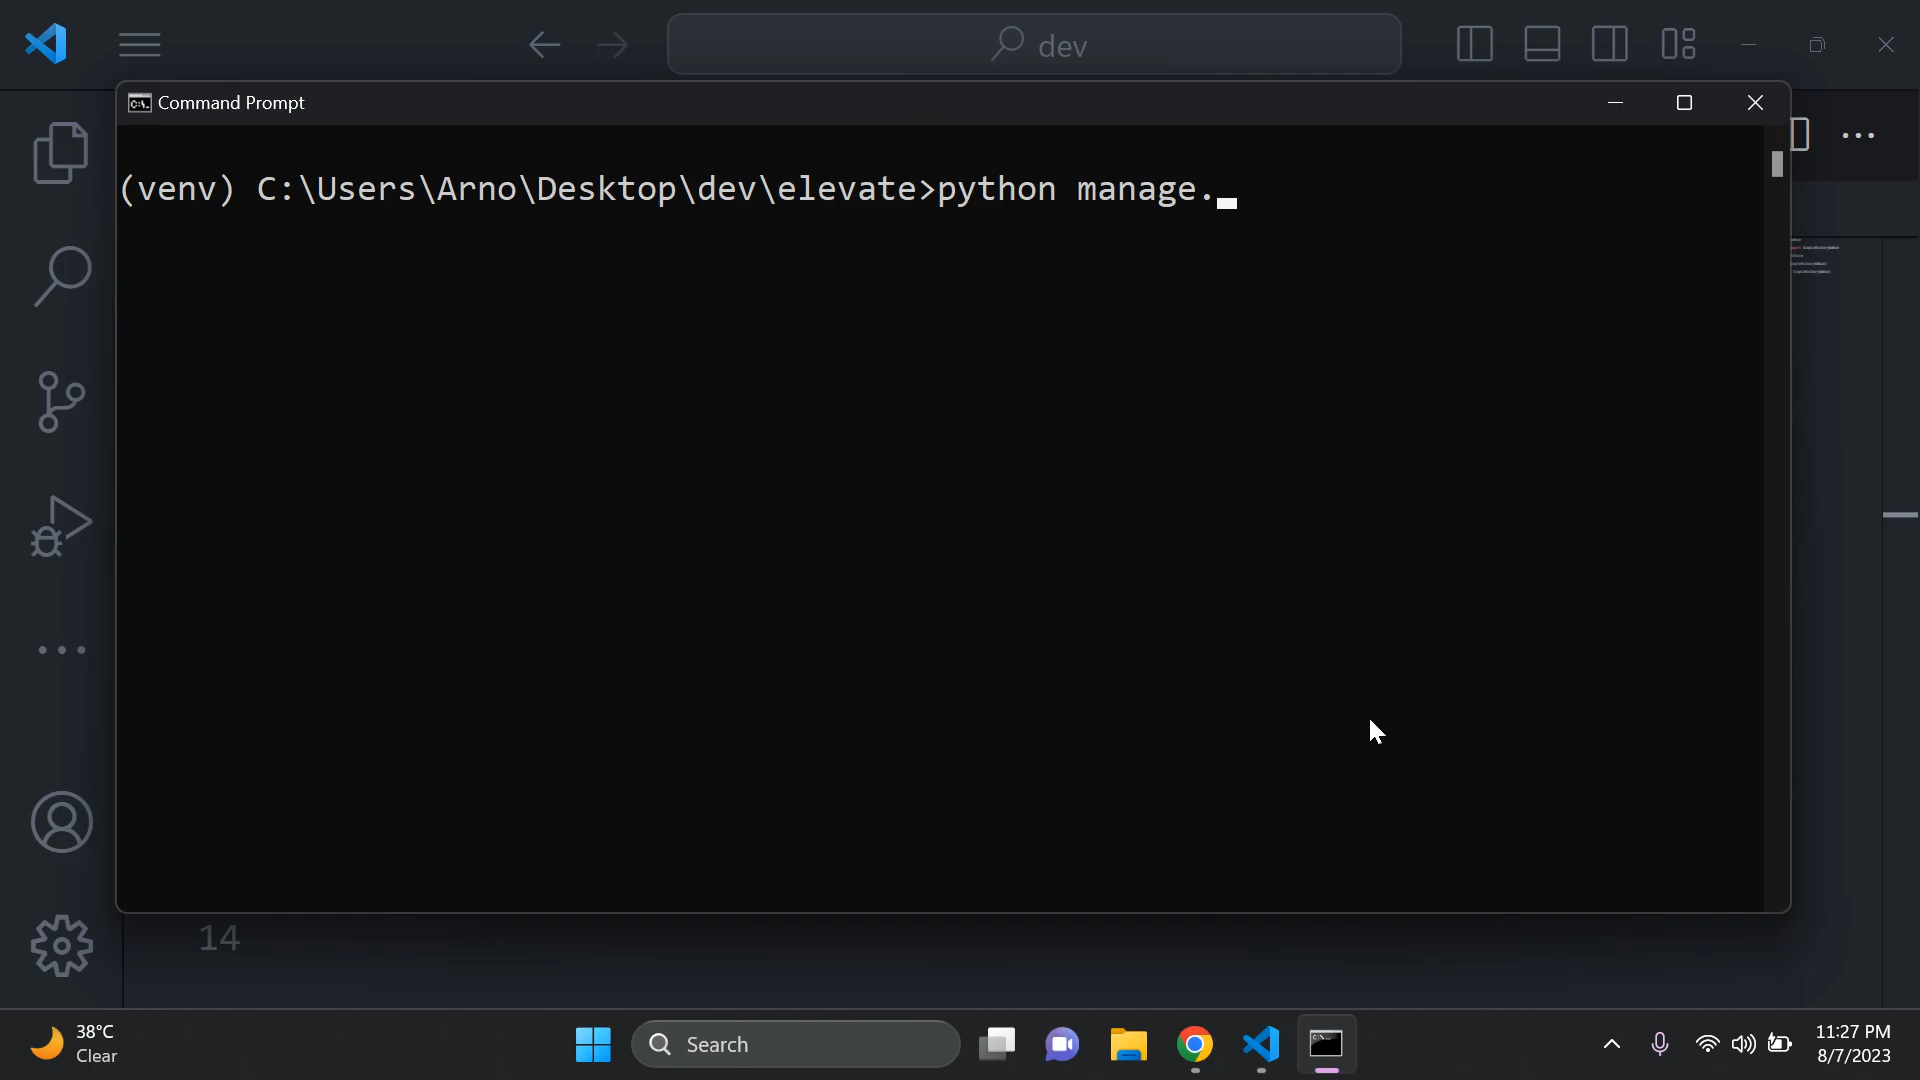 dev
Command Prompt
(venv) C:\Users\Arno\Desktop\dev\elevate>python manage.
14
38°C
Clear
Search
11:27 PM
8/7/2023